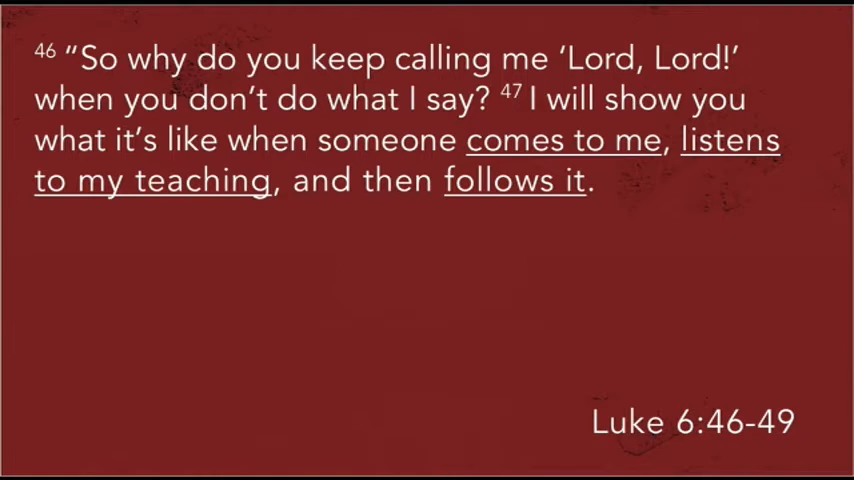 46 “So why do you keep calling me ‘Lord, Lord!’
when you don’t do what I say? 47 I will show you
what it’s like when someone comes to me, listens
to my teaching, and then follows it.
Luke 6:46-49